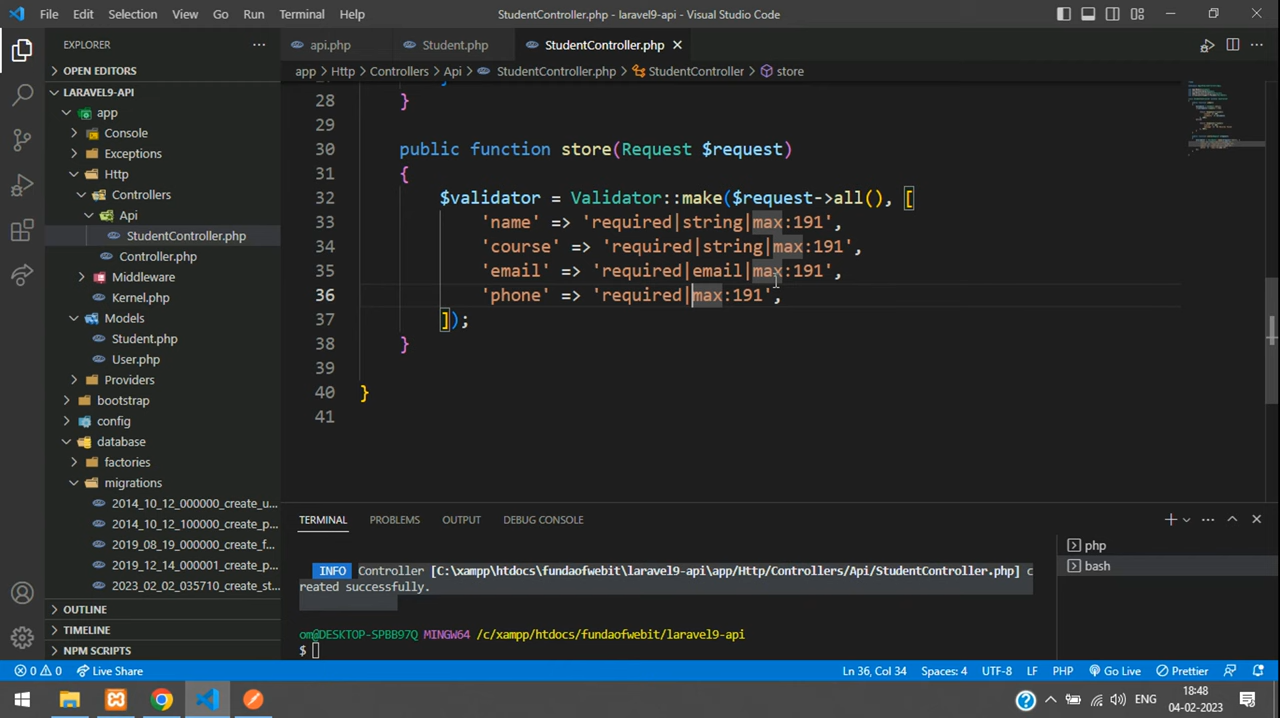 File Edit Selection View Go Run Terminal Help StudentController.php - laravel9-api - Visual Studio Code
EXPLORER
OPEN EDITORS
LARAVEL9-API
app
Console
Exceptions
Http
Controllers
Api
StudentController.php
Controller.php
Middleware
Kernel.php
Models
Student.php
User.php
Providers
bootstrap
config
database
factories
migrations
2014_10_12_000000_create_u...
2014_10_12_100000_create_p...
2019_08_19_000000_create_f...
2019_12_14_000001_create_p...
2023_02_02_035710_create_st...
OUTLINE
TIMELINE
NPM SCRIPTS
api.php Student.php StudentController.php
app > Http > Controllers > Api > StudentController.php > StudentController > store
28 }
29
30 public function store(Request $request)
31 {
32 $validator = Validator::make($request->all(), [
33 'name' => 'required|string|max:191',
34 'course' => 'required|string|max:191',
35 'email' => 'required|email|max:191',
36 'phone' => 'required|max:191',
37 ]);
38 }
39
40 }
41
TERMINAL PROBLEMS OUTPUT DEBUG CONSOLE
INFO Controller [C:\xampp\htdocs\fundaofwebit\laravel9-api\app/Http/Controllers/Api/StudentController.php] c
reated successfully.
om@DESKTOP-SPBB97Q MINGW64 /c/xampp/htdocs/fundaofwebit/laravel9-api
$
php
bash
0 0 Live Share Ln 36, Col 34 Spaces: 4 UTF-8 LF PHP Go Live Prettier
ENG 18:48
04-02-2023